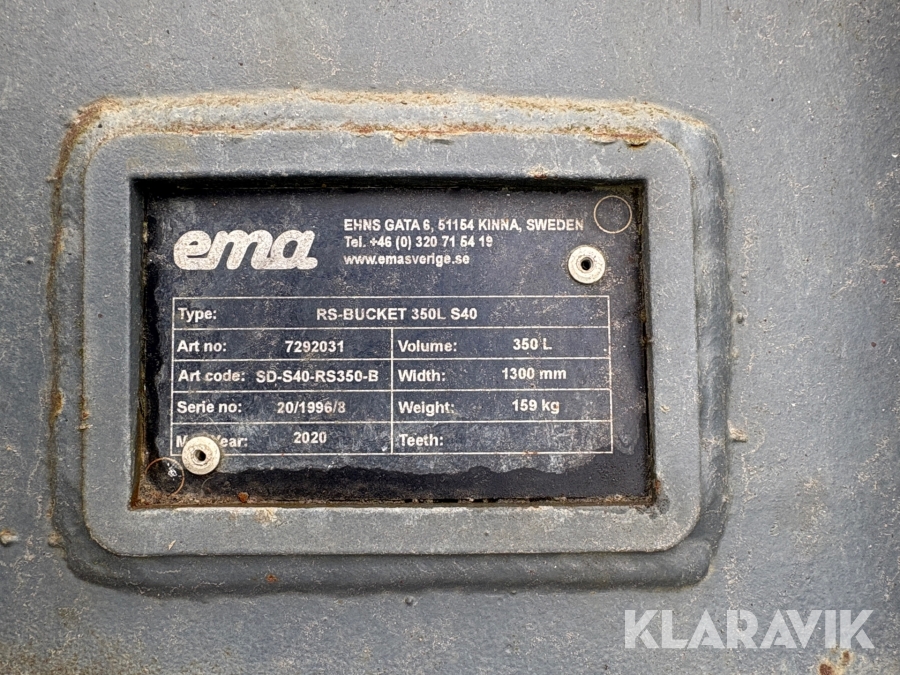 ema
EHNS GATA 6, 51154 KINNA, SWEDEN
Tel. +46 (0) 320 71 54 19
www.emasverige.se
Type: RS-BUCKET 350L S40
Art no: 7292031 Volume: 350 L
Art code: SD-S40-RS350-B Width: 1300 mm
Serie no: 20/1996/8 Weight: 159 kg
Year: 2020 Teeth:
KLARAVIK